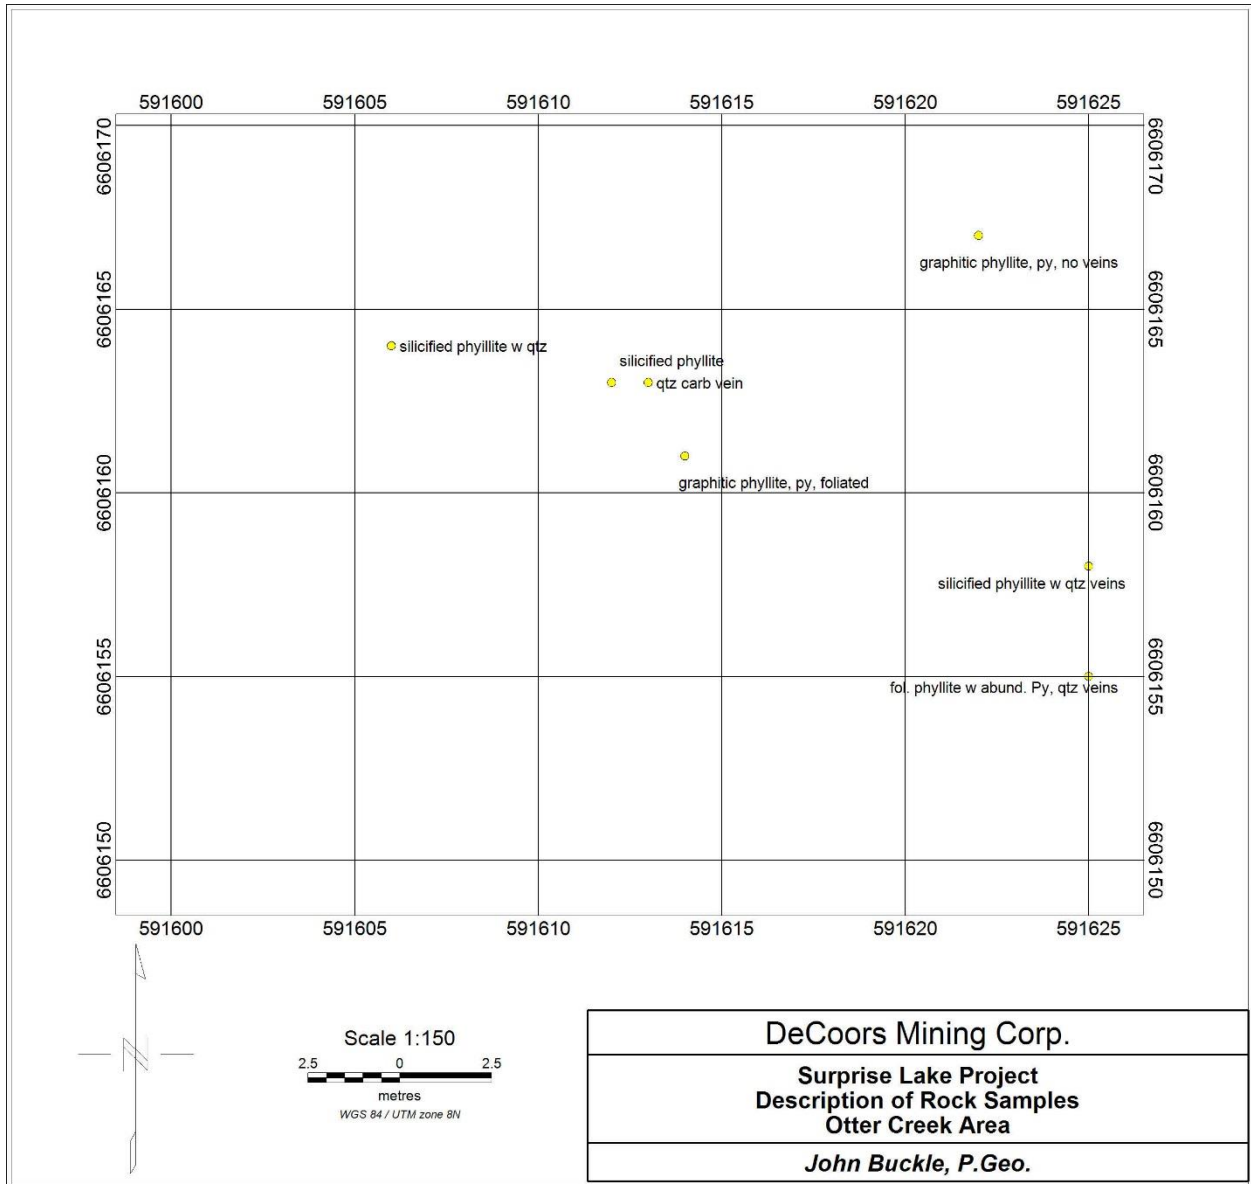 591600 591605 591610 591615 591620 591625
6606170 6606170
graphitic phyllite, py, no veins
6606165 6606165
silicified phyillite w qtz
silicified phyllite
qtz carb vein
graphitic phyllite, py, foliated
6606160 6606160
silicified phyillite w qtz veins
6606155 6606155
fol. phyllite w abund. Py, qtz veins
6606150 6606150
591600 591605 591610 591615 591620 591625
N
Scale 1:150
2.5 0 2.5
metres
WGS 84 / UTM zone 8N
DeCoors Mining Corp.
Surprise Lake Project
Description of Rock Samples
Otter Creek Area
John Buckle, P.Geo.